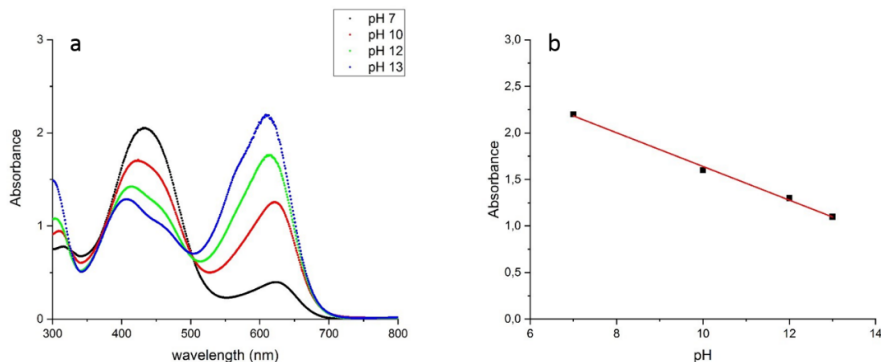 a
pH 7
pH 10
pH 12
pH 13
3
2
1
0
Absorbance
300 400 500 600 700 800
wavelength (nm)
b
3,0
2,5
2,0
1,5
1,0
0,5
0,0
Absorbance
6 8 10 12 14
pH